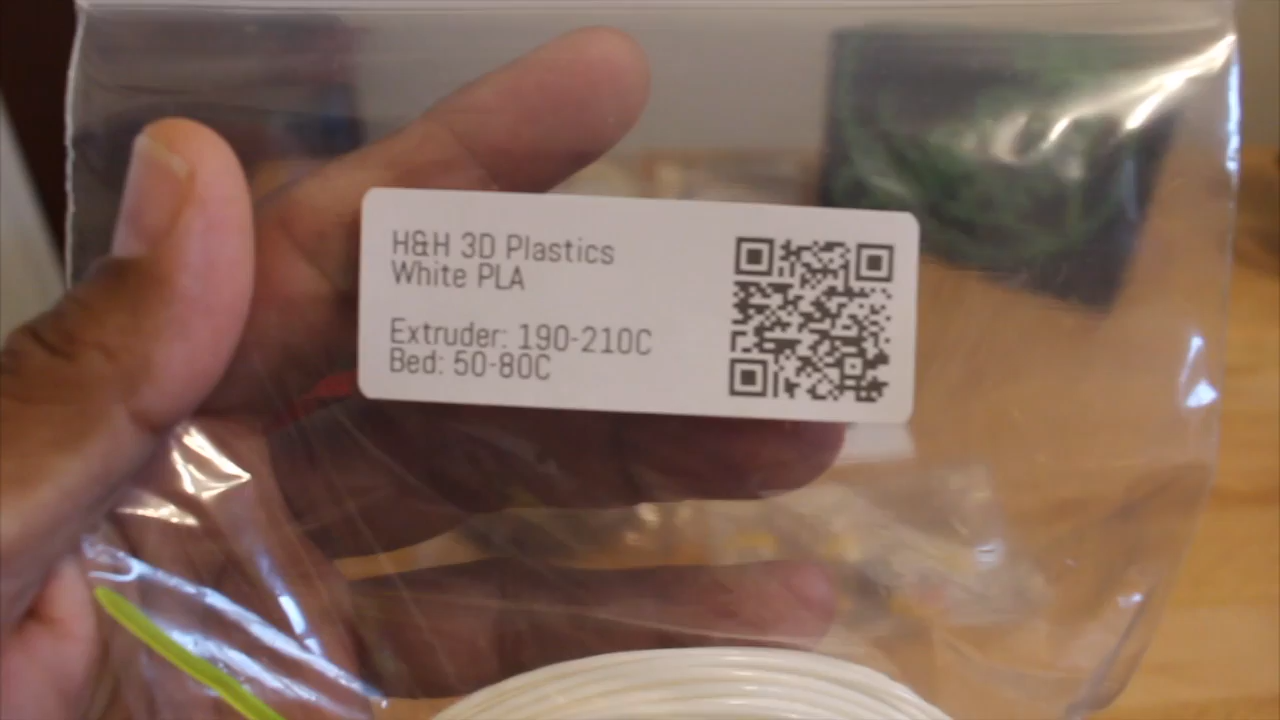 H&H 3D Plastics
White PLA
Extruder: 190-210C
Bed: 50-80C